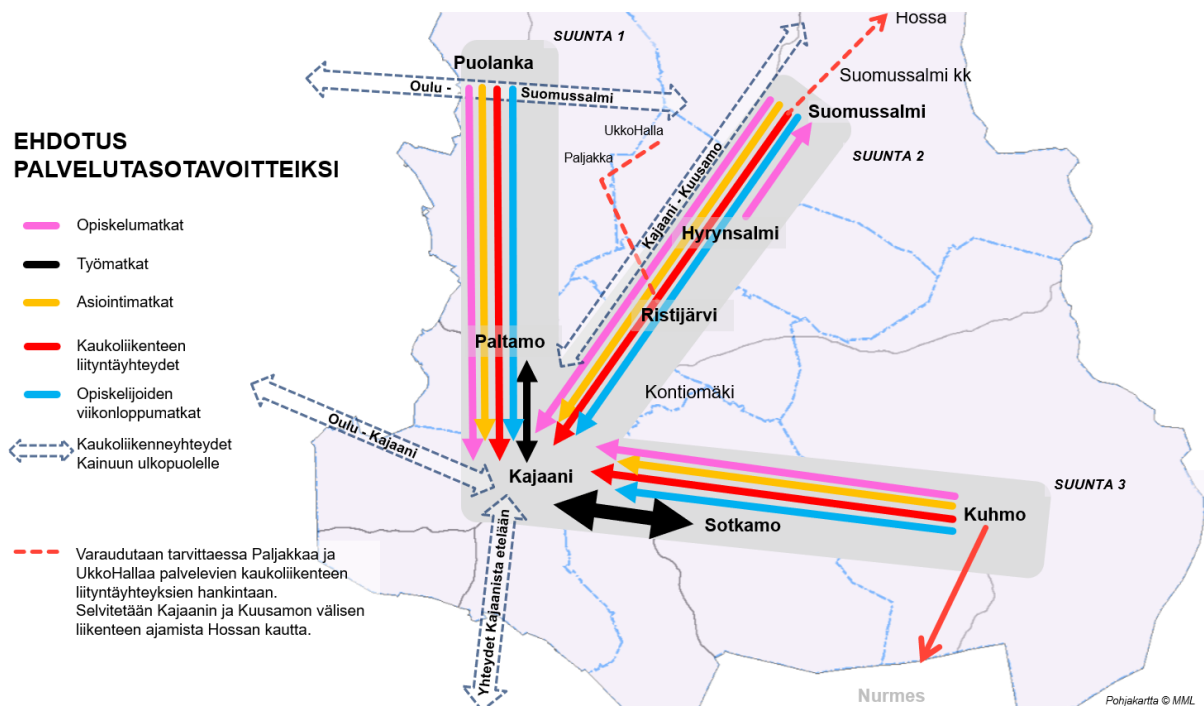 EHDOTUS
PALVELUTASOTAVOITTEIKSI
Opiskelumatkat
Työmatkat
Asiointimatkat
Kaukoliikenteen
liityntäyhteydet
Opiskelijoiden
viikonloppumatkat
Kaukoliikenneyhteydet
Kainuun ulkopuolelle
Varaudutaan tarvittaessa Paljakkaa ja
UkkoHallaa palvelevien kaukoliikenteen
liityntäyhteyksien hankintaan.
Selvitetään Kajaanin ja Kuusamon välisen
liikenteen ajamista Hossan kautta.
SUUNTA 1
Puolanka
Oulu - Suomussalmi
Hossa
Suomussalmi kk
Suomussalmi
SUUNTA 2
UkkoHalla
Paljakka
Kajaani - Kuusamo
Hyrynsalmi
Ristijärvi
Paltamo
Kontiomäki
Oulu - Kajaani
Kajaani
SUUNTA 3
Sotkamo
Kuhmo
Yhteydet Kajaanista etelään
Nurmes
Pohjakartta © MML